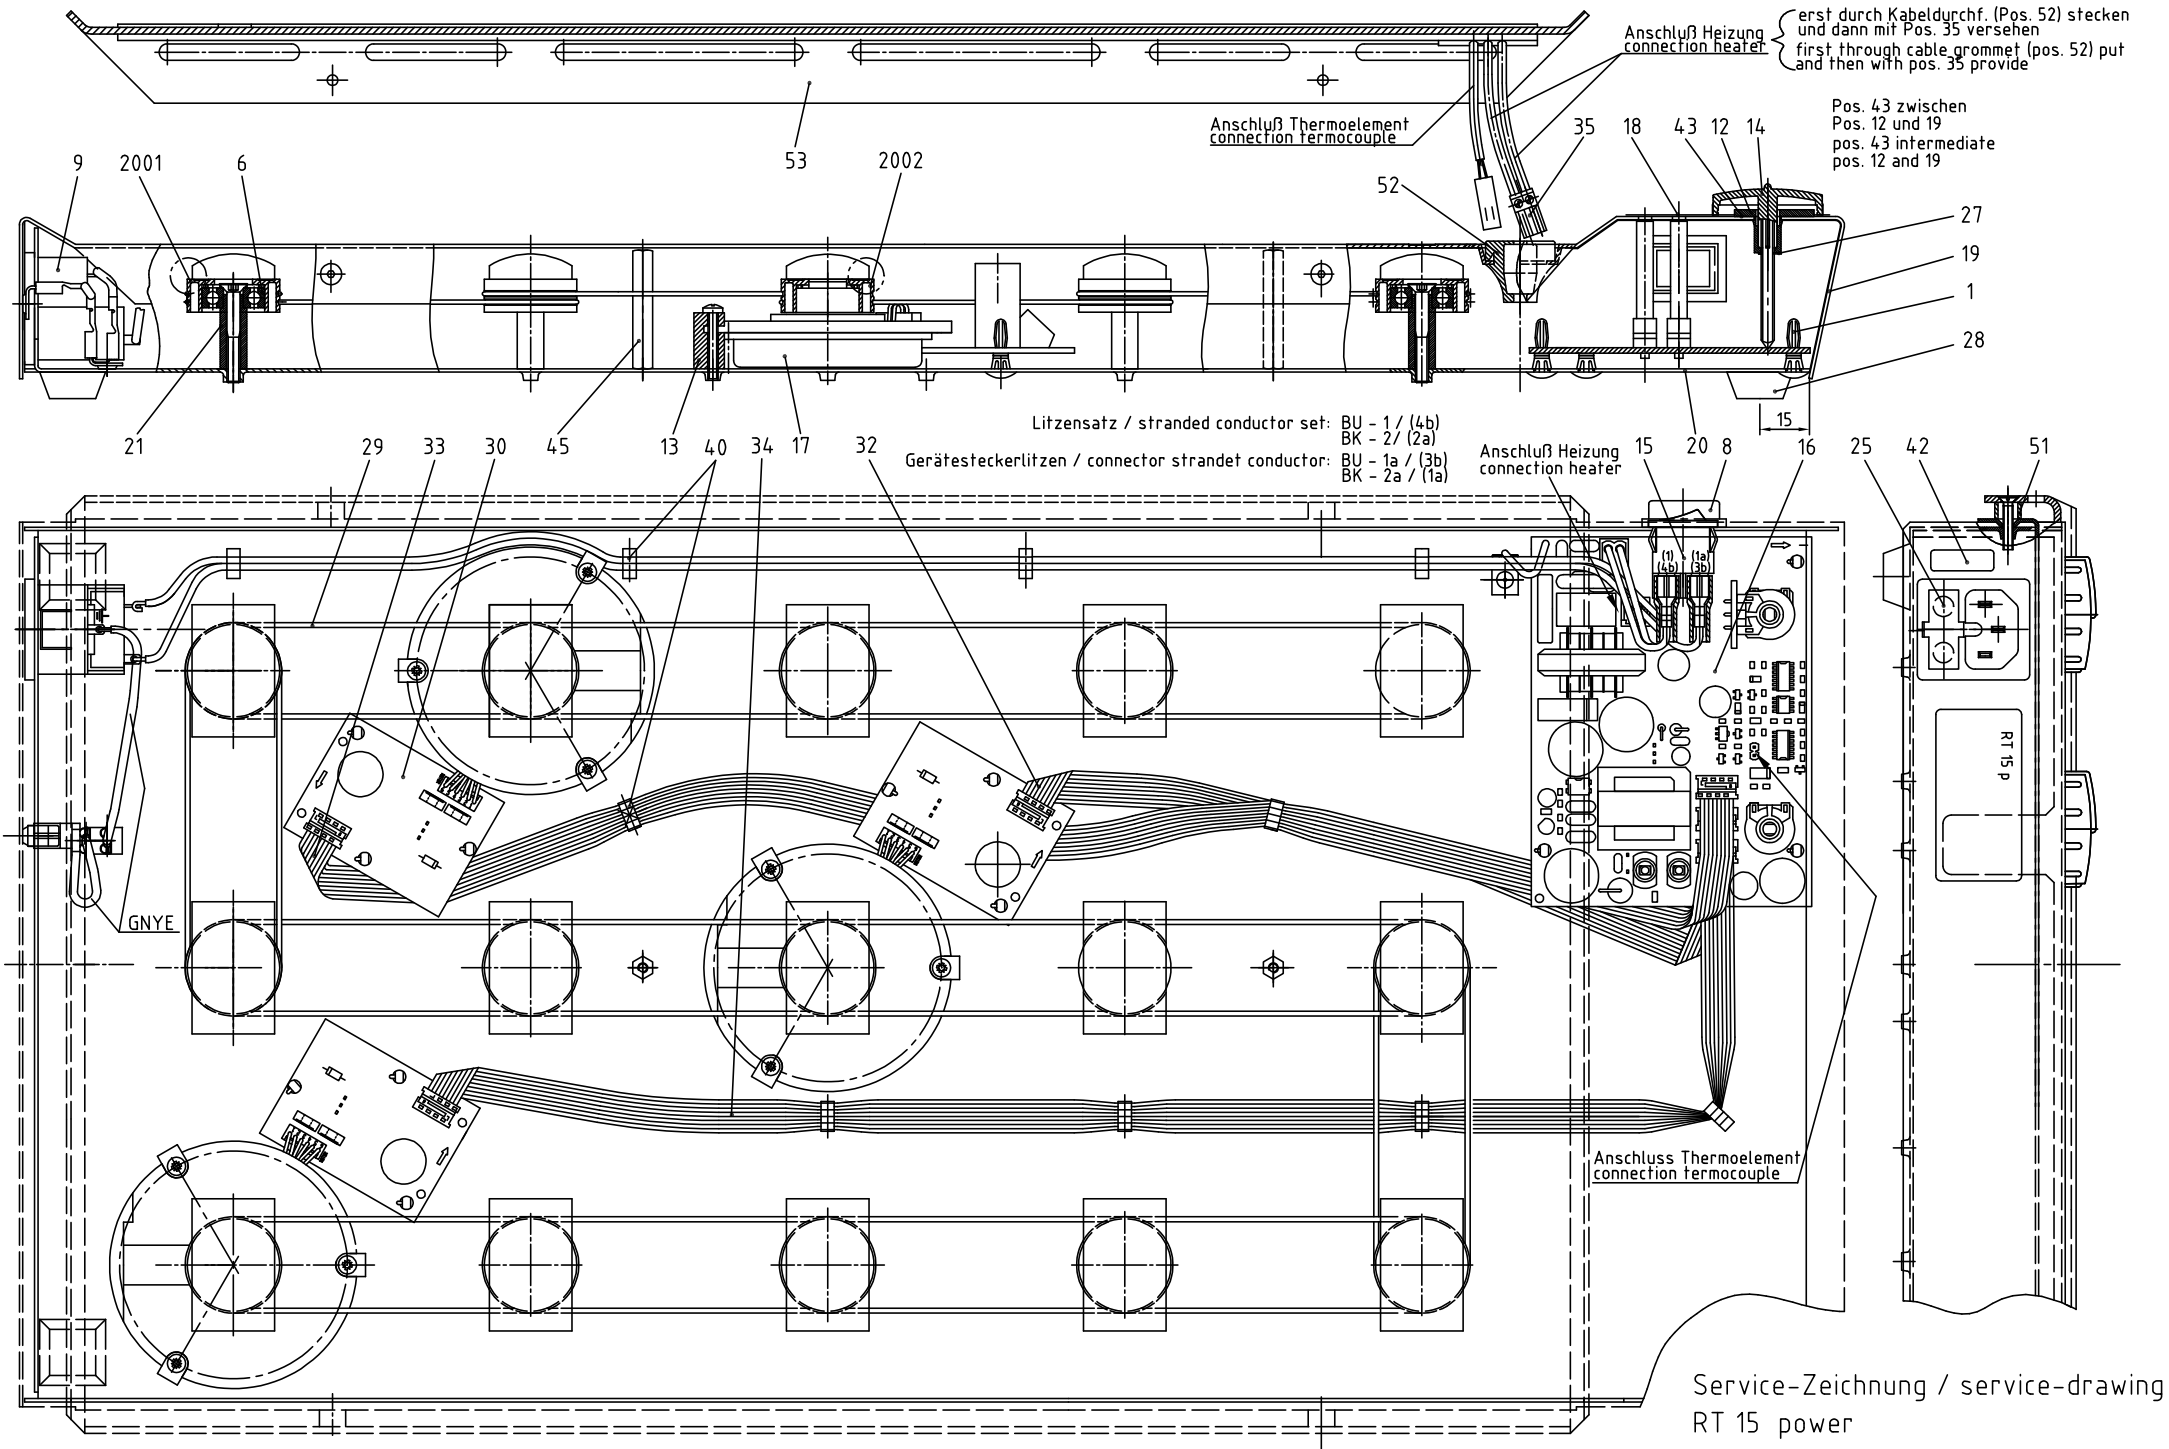 Anschluß Heizung
connection heater
erst durch Kabeldurchf. (Pos. 52) stecken
und dann mit Pos. 35 versehen
first through cable grommet (pos. 52) put
and then with pos. 35 provide
Anschluß Thermoelement
connection termocouple
Pos. 43 zwischen
Pos. 12 und 19
pos. 43 intermediate
pos. 12 and 19
35 18 43 12 14
9 2001 6 53 2002
52
27
19
1
28
15
Litzensatz / stranded conductor set: BU - 1 / (4b)
BK - 2/ (2a)
Gerätesteckerlitzen / connector strandet conductor: BU - 1a / (3b)
BK - 2a / (1a)
21 29 33 30 45 13 40 34 17 32
Anschluß Heizung
connection heater
15 20 8 16 25 42 51
(1) (1a)
(4b) (3b)
RT 15 p
GNYE
Anschluss Thermoelement
connection termocouple
Service-Zeichnung / service-drawing
RT 15 power